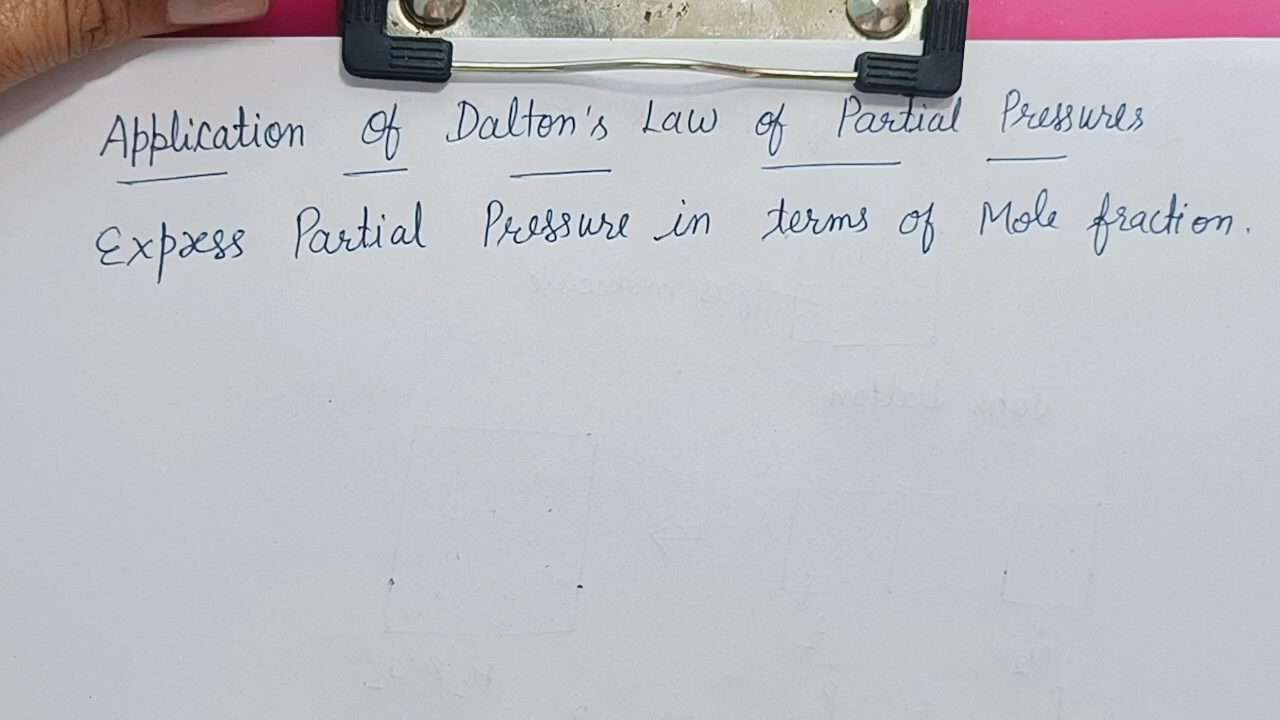 Application Of Dalton's Law of Partial Pressures
Express Partial Pressure in terms of Mole fraction.